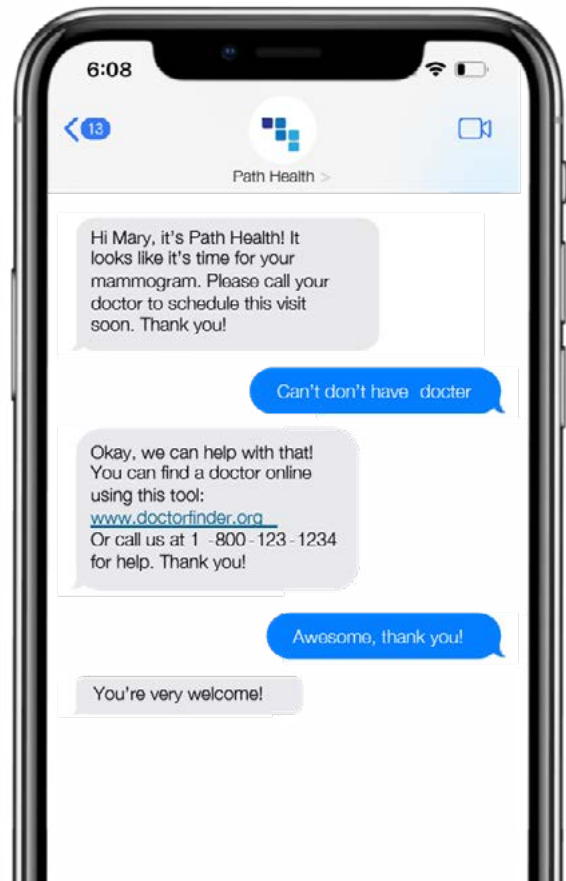 6:08
13
Path Health >
Hi Mary, it's Path Health! It
looks like it's time for your
mammogram. Please call your
doctor to schedule this visit
soon. Thank you!
Can't don't have docter
Okay, we can help with that!
You can find a doctor online
using this tool:
www.doctorfinder.org
Or call us at 1 -800-123-1234
for help. Thank you!
Awesome, thank you!
You're very welcome!